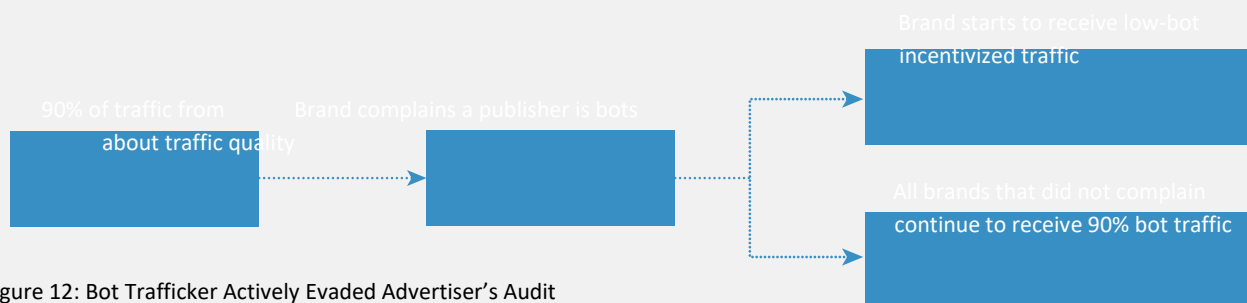 Brand starts to receive low-bot
incentivized traffic
90% of traffic from Brand complains a publisher is bots
about traffic quality
All brands that did not complain
continue to receive 90% bot traffic
gure 12: Bot Trafficker Actively Evaded Advertiser’s Audit